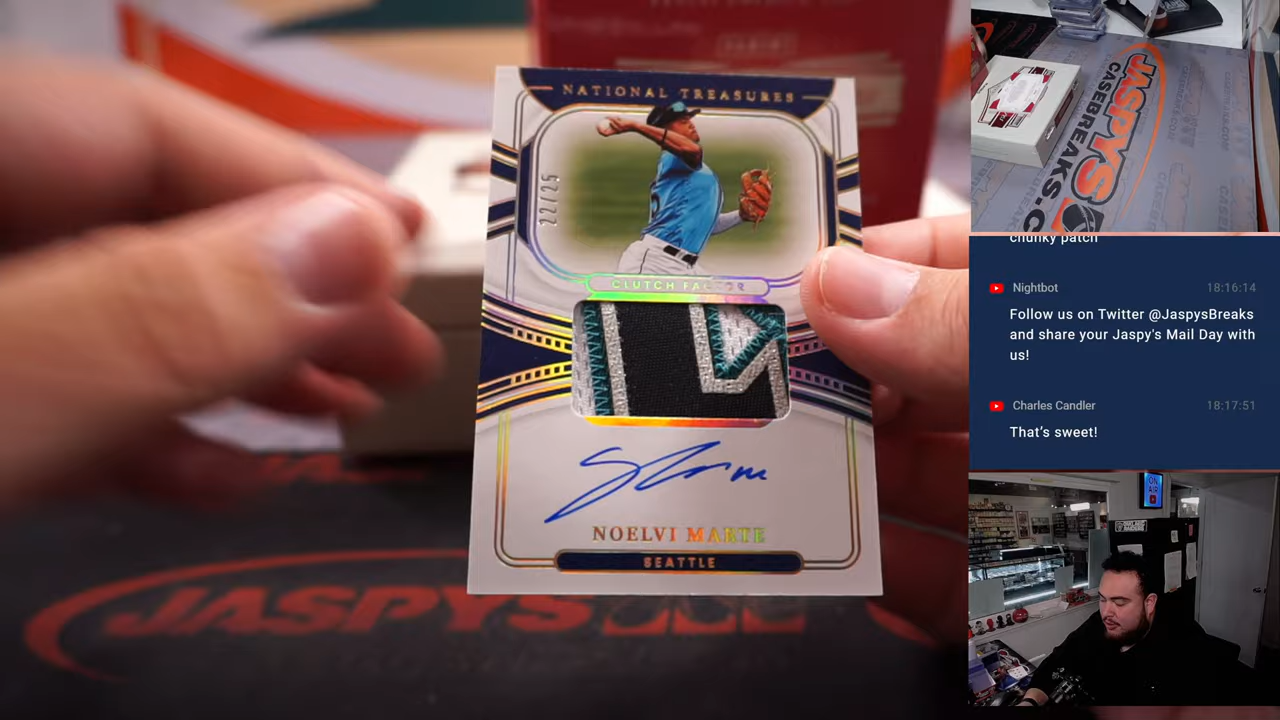 NATIONAL TREASURES
22/25
CLUTCH FACTOR
NOELVI MARTE
SEATTLE
JASPYS
JASPYS
CASEBREAKS.C
chunky patch
Nightbot 18:16:14
Follow us on Twitter @JaspysBreaks
and share your Jaspy's Mail Day with
us!
Charles Candler 18:17:51
That's sweet!
ON
AIR